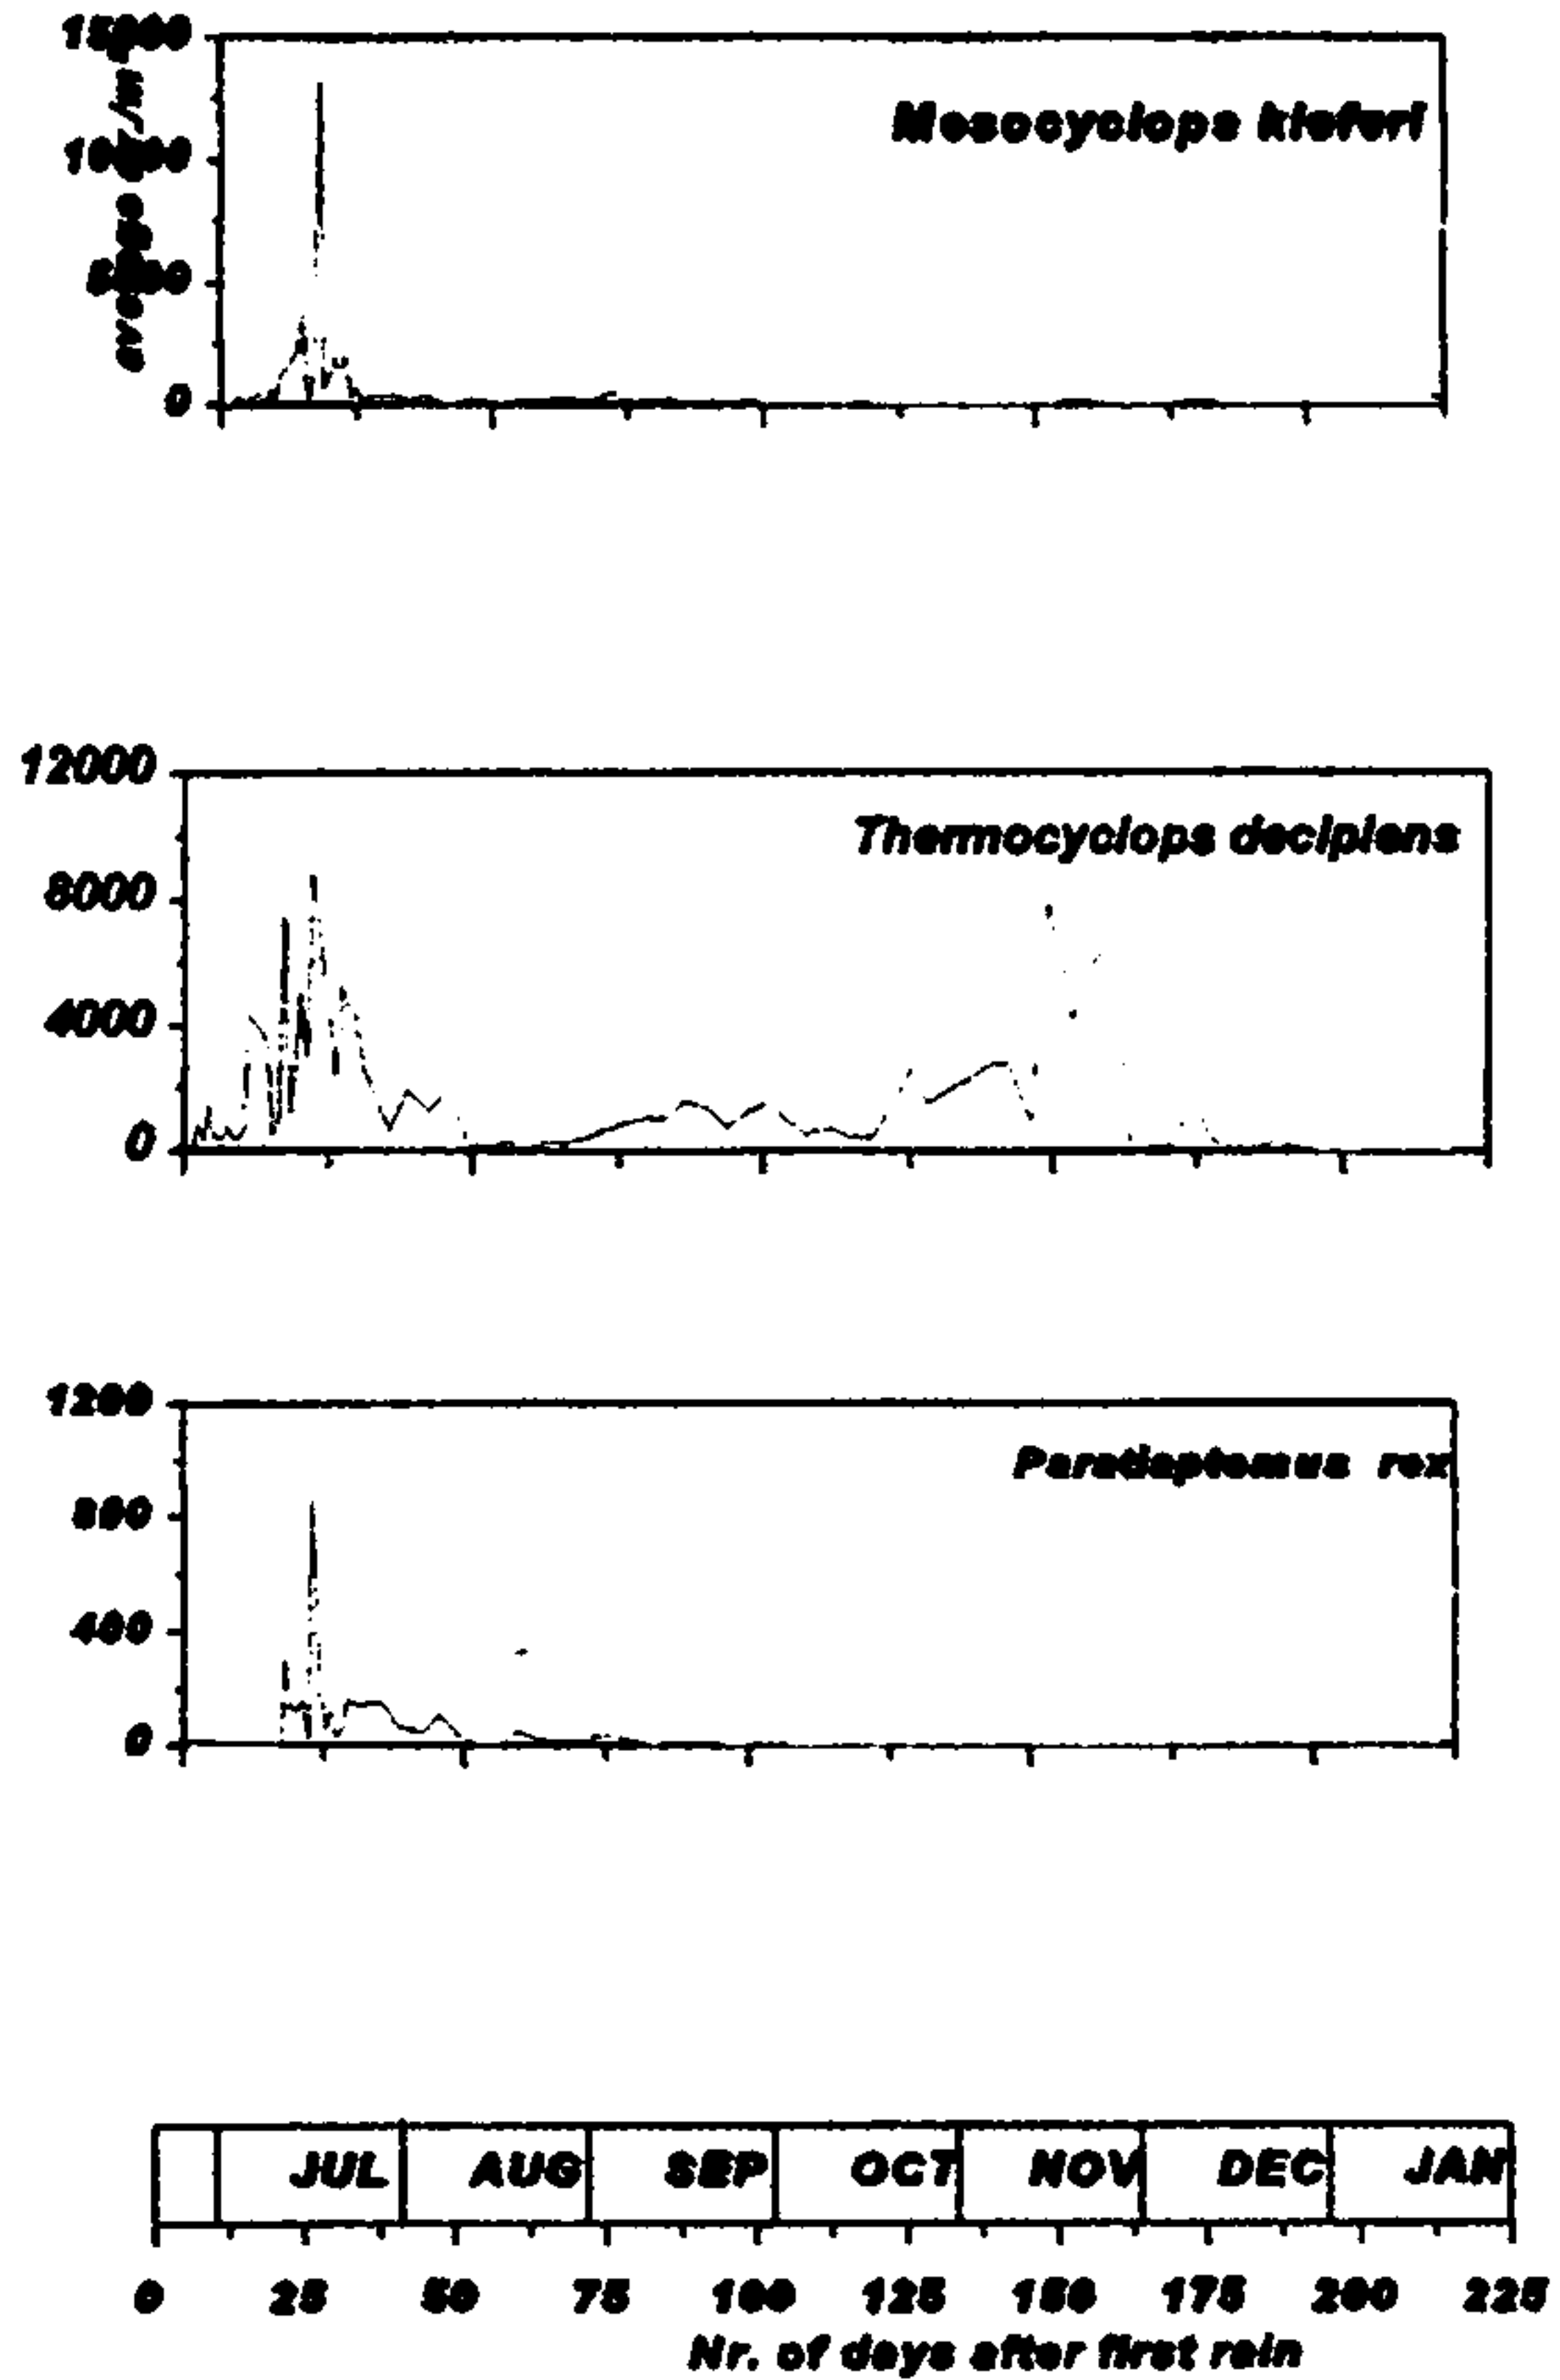 15000
Mesocyclops kieferi
10000
5000
0
12000
Thermocyclops decipiens
8000
4000
0
1200
Paradiaptomus rex
800
400
0
JUL AUG SEP OCT NOV DEC JAN
0 25 50 75 100 125 150 175 200 225
Nr. of days after first rain